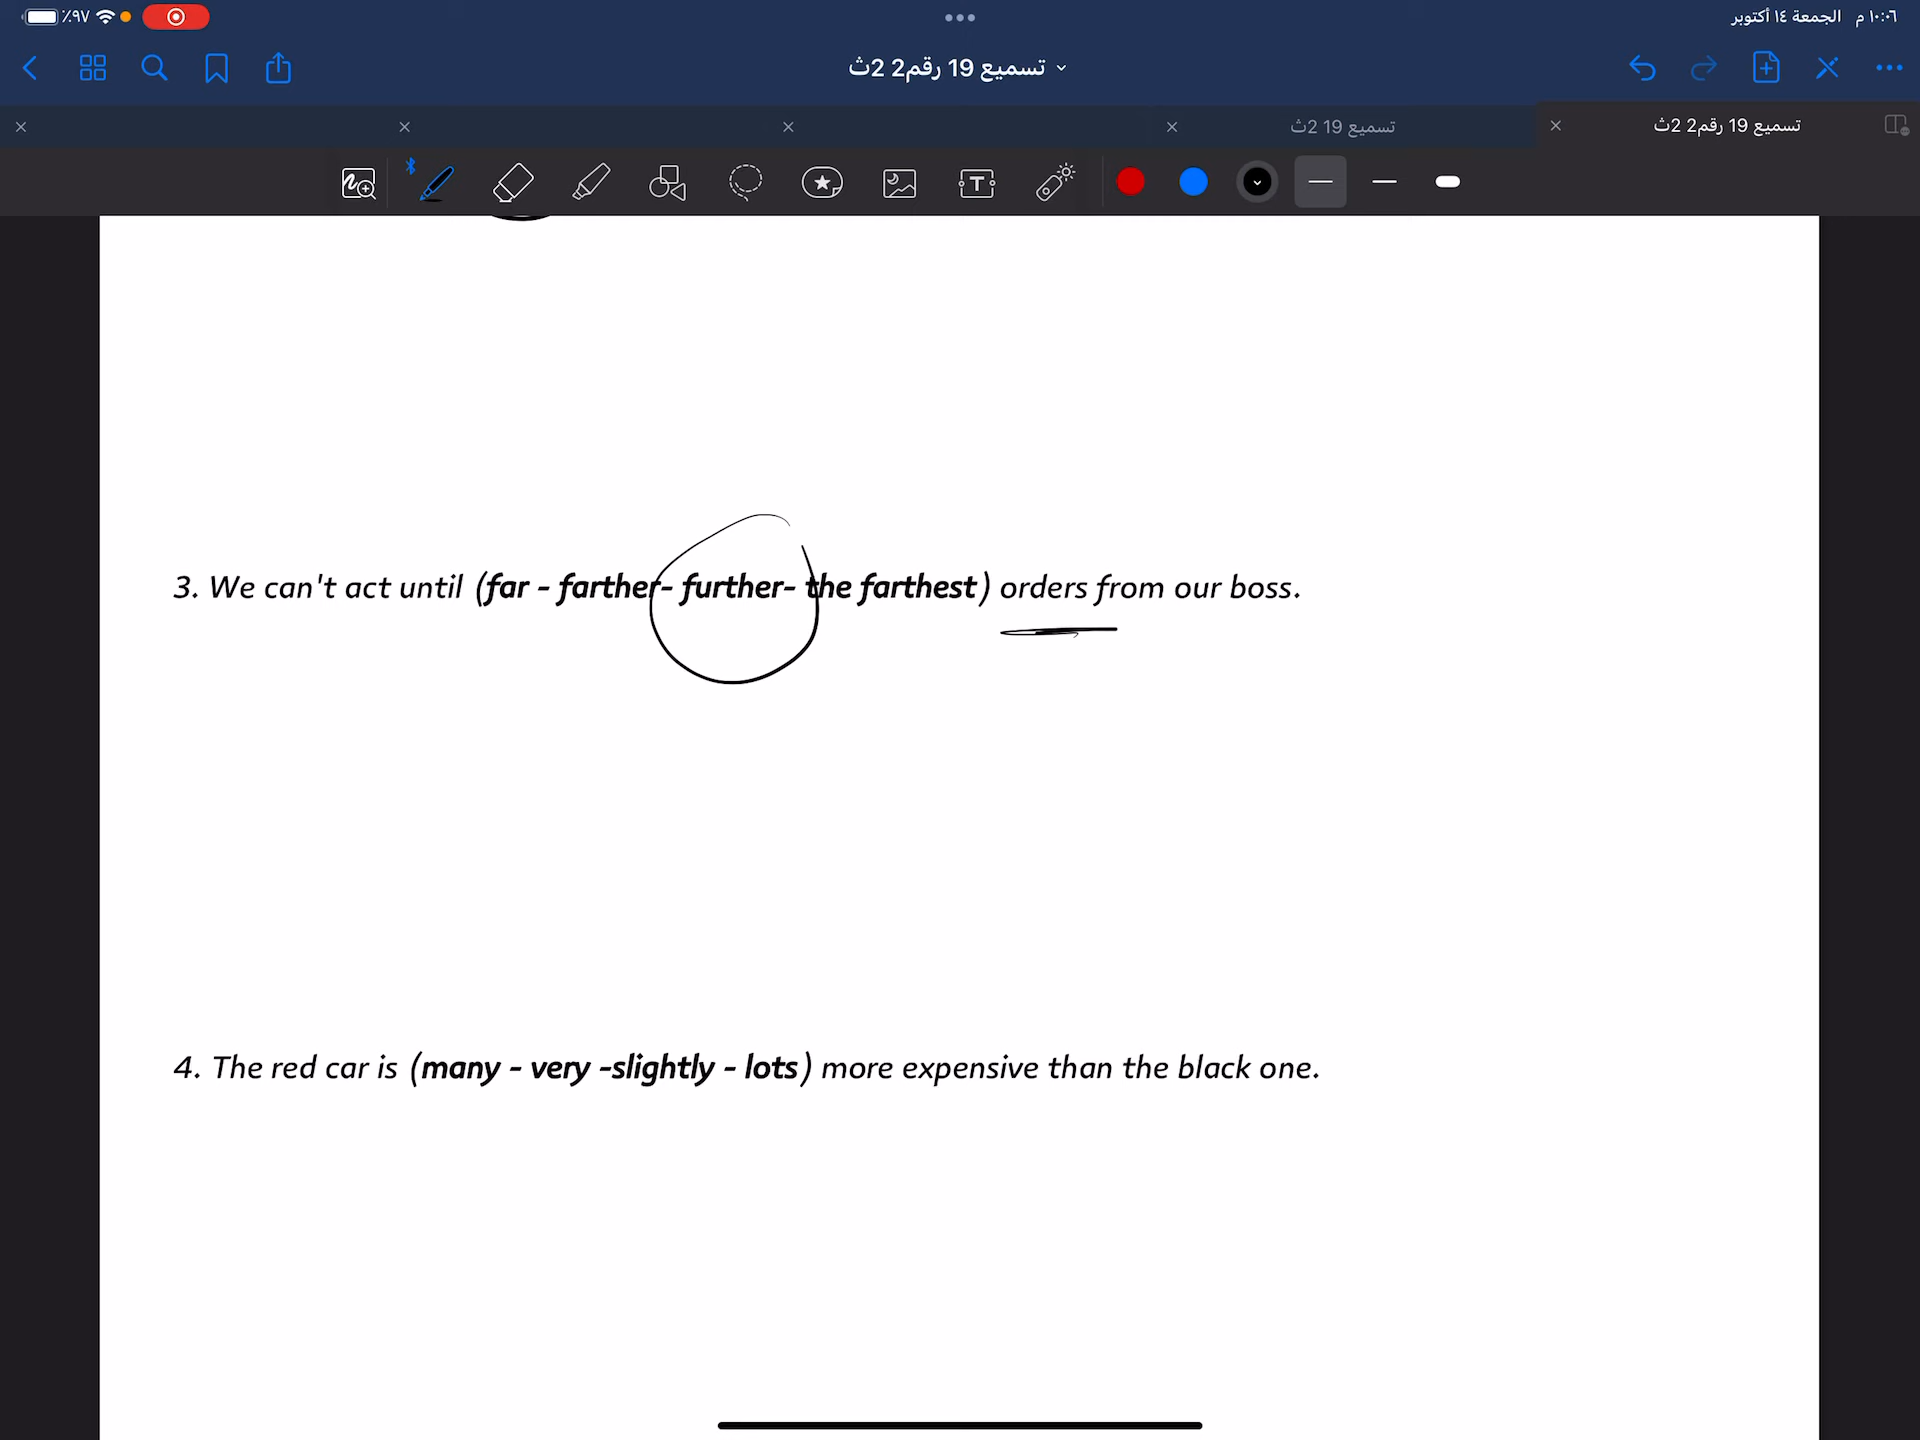 ٪٩٧
١٠:٠٦ م الجمعة ١٤ أكتوبر
تسميع 19 رقم2 2ث
تسميع 19 2ث
تسميع 19 رقم2 2ث
3. We can't act until (far - farther- further- the farthest) orders from our boss.
4. The red car is (many - very -slightly - lots) more expensive than the black one.